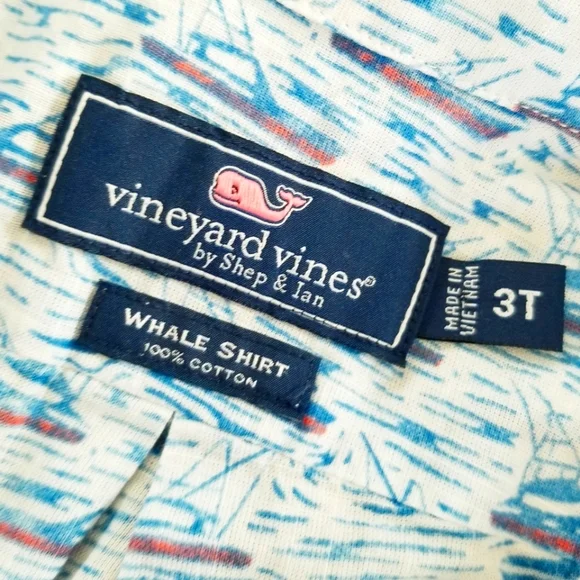 vineyard vines®
by Shep & Ian
MADE IN
VIETNAM
3T
WHALE SHIRT
100% COTTON